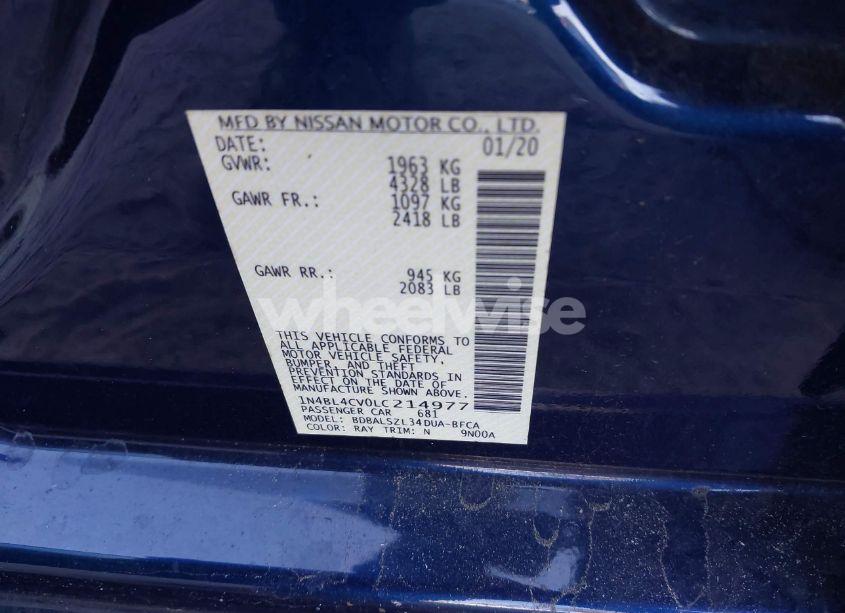 MFD BY NISSAN MOTOR CO., LTD.
DATE: 01/20
GVWR: 1963 KG
4328 LB
GAWR FR.: 1097 KG
2418 LB
GAWR RR.: 945 KG
2083 LB
wheelwise
THIS VEHICLE CONFORMS TO
ALL APPLICABLE FEDERAL
MOTOR VEHICLE SAFETY,
BUMPER, AND THEFT
PREVENTION STANDARDS IN
EFFECT ON THE DATE OF
MANUFACTURE SHOWN ABOVE.
1N4BL4CV0LC214977
PASSENGER CAR 681
MODEL: BDBALSZL34DUA-BFCA
COLOR: RAY TRIM: N 9N00A